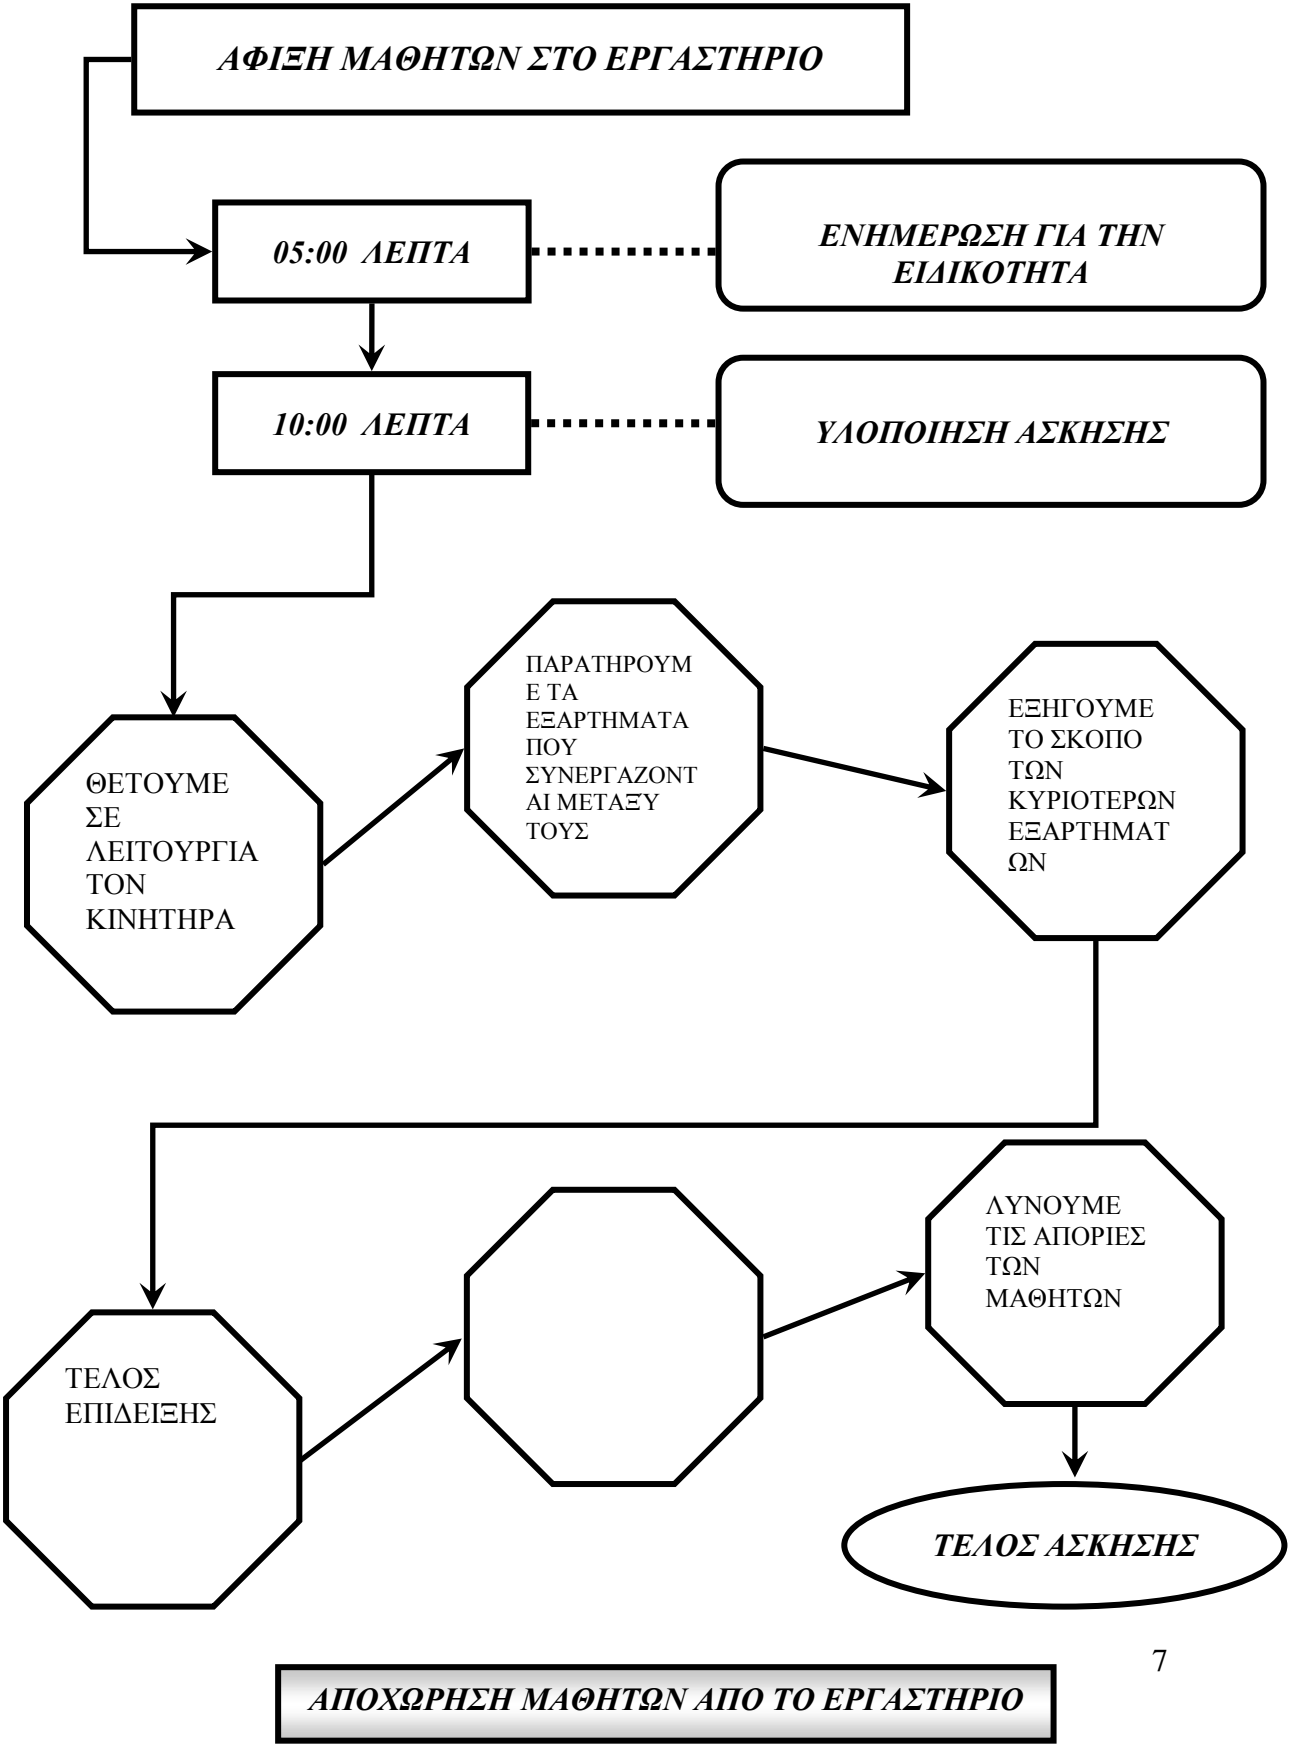 ΑΦΙΞΗ ΜΑΘΗΤΩΝ ΣΤΟ ΕΡΓΑΣΤΗΡΙΟ
05:00 ΛΕΠΤΑ
ΕΝΗΜΕΡΩΣΗ ΓΙΑ ΤΗΝ
ΕΙΔΙΚΟΤΗΤΑ
10:00 ΛΕΠΤΑ
ΥΛΟΠΟΙΗΣΗ ΑΣΚΗΣΗΣ
ΘΕΤΟΥΜΕ
ΣΕ
ΛΕΙΤΟΥΡΓΙΑ
ΤΟΝ
ΚΙΝΗΤΗΡΑ
ΠΑΡΑΤΗΡΟΥΜ
Ε ΤΑ
ΕΞΑΡΤΗΜΑΤΑ
ΠΟΥ
ΣΥΝΕΡΓΑΖΟΝΤ
ΑΙ ΜΕΤΑΞΎ
ΤΟΥΣ
ΕΞΗΓΟΥΜΕ
ΤΟ ΣΚΟΠΟ
ΤΩΝ
ΚΥΡΙΟΤΕΡΩΝ
ΕΞΑΡΤΗΜΑΤ
ΩΝ
ΤΕΛΟΣ
ΕΠΙΔΕΙΞΗΣ
ΛΥΝΟΥΜΕ
ΤΙΣ ΑΠΟΡΙΕΣ
ΤΩΝ
ΜΑΘΗΤΩΝ
ΤΕΛΟΣ ΑΣΚΗΣΗΣ
7
ΑΠΟΧΩΡΗΣΗ ΜΑΘΗΤΩΝ ΑΠΟ ΤΟ ΕΡΓΑΣΤΗΡΙΟ